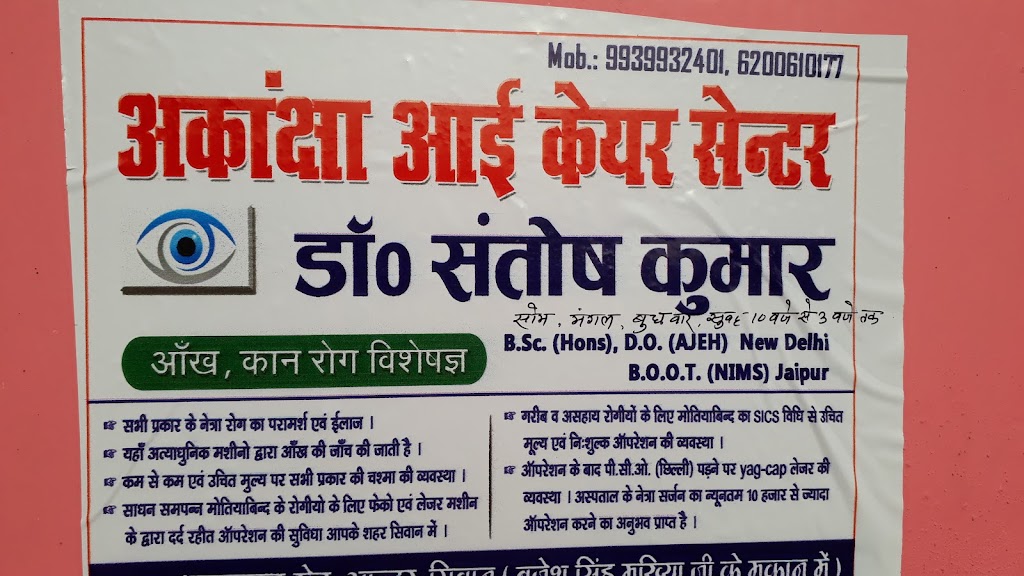 Mob.: 9939932401, 6200610177
अकांक्षा आई केयर सेन्टर
डॉ० संतोष कुमार
सोम, मंगल, बुधवार, सुबह 10 बजे से 3 बजे तक
B.Sc. (Hons), D.O. (AJEH) New Delhi
B.O.O.T. (NIMS) Jaipur
आँख, कान रोग विशेषज्ञ
☞ सभी प्रकार के नेत्रा रोग का परामर्श एवं ईलाज ।
☞ यहाँ अत्याधुनिक मशीनो द्वारा आँख की जाँच की जाती है ।
☞ कम से कम एवं उचित मुल्य पर सभी प्रकार की चश्मा की व्यवस्था ।
☞ साधन समपन्न मोतियाबिन्द के रोगीयो के लिए फेको एवं लेजर मशीन
के द्वारा दर्द रहीत ऑपरेशन की सुविधा आपके शहर सिवान में ।
☞ गरीब व असहाय रोगीयों के लिए मोतियाबिन्द का SICS विधि से उचित
मूल्य एवं निःशुल्क ऑपरेशन की व्यवस्था ।
☞ ऑपरेशन के बाद पी.सी.ओ. (छिल्ली) पड़ने पर yag-cap लेजर की
व्यवस्था । अस्पताल के नेत्रा सर्जन का न्यूनतम 10 हजार से ज्यादा
ऑपरेशन करने का अनुभव प्राप्त है ।
सिवान ( ब्रजेश सिंह मुखिया जी के मकान में )